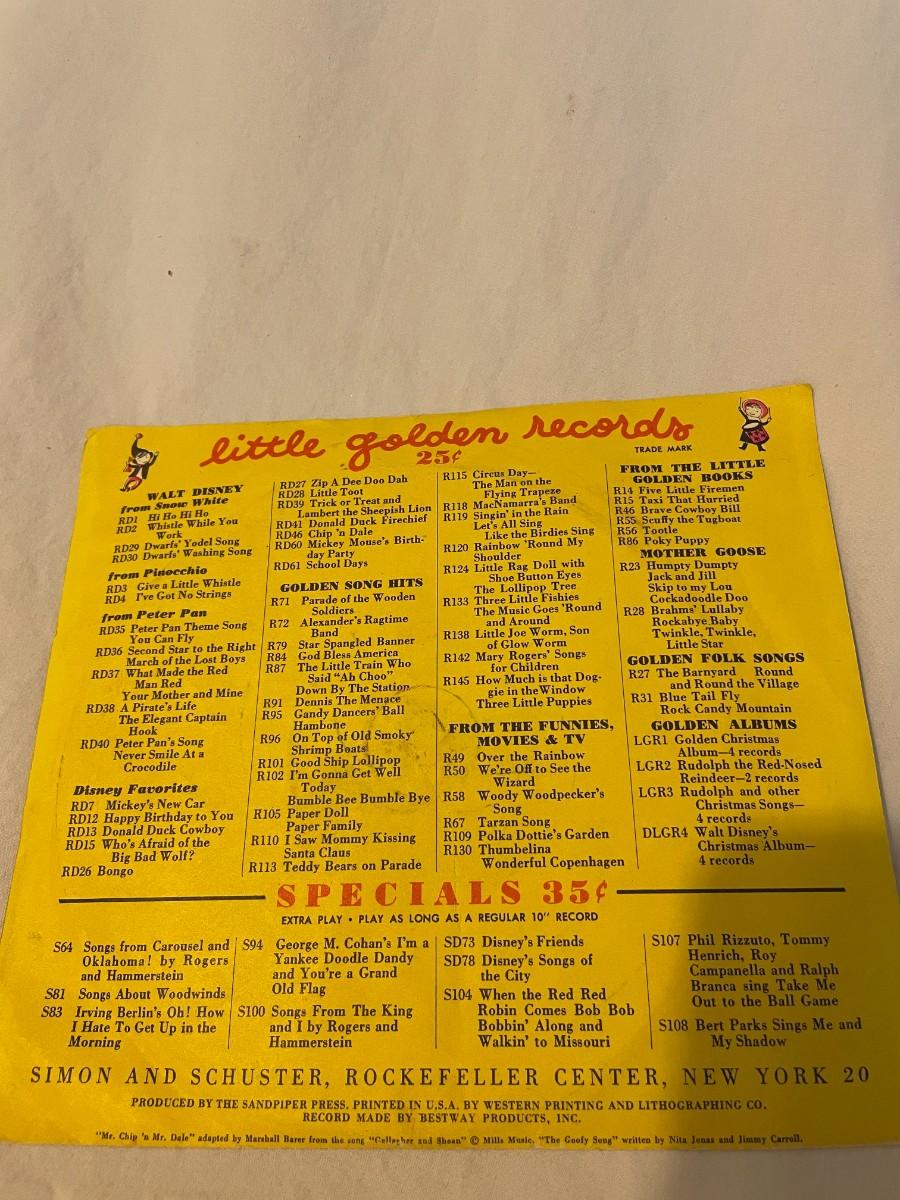 little golden records
25¢
TRADE MARK
WALT DISNEY
from Snow White
RD1 Hi Ho Hi Ho
RD2 Whistle While You
Work
RD29 Dwarfs' Yodel Song
RD30 Dwarfs' Washing Song
from Pinocchio
RD3 Give a Little Whistle
RD4 I've Got No Strings
from Peter Pan
RD35 Peter Pan Theme Song
You Can Fly
RD36 Second Star to the Right
March of the Lost Boys
RD37 What Made the Red
Man Red
Your Mother and Mine
RD38 A Pirate's Life
The Elegant Captain
Hook
RD40 Peter Pan's Song
Never Smile At a
Crocodile
Disney Favorites
RD7 Mickey's New Car
RD12 Happy Birthday to You
RD13 Donald Duck Cowboy
RD15 Who's Afraid of the
Big Bad Wolf?
RD26 Bongo
RD27 Zip A Dee Doo Dah
RD28 Little Toot
RD39 Trick or Treat and
Lambert the Sheepish Lion
RD41 Donald Duck Firechief
RD46 Chip 'n Dale
RD60 Mickey Mouse's Birth-
day Party
RD61 School Days
GOLDEN SONG HITS
R71 Parade of the Wooden
Soldiers
R72 Alexander's Ragtime
Band
R79 Star Spangled Banner
R84 God Bless America
R87 The Little Train Who
Said "Ah Choo"
Down By The Station
R91 Dennis The Menace
R95 Gandy Dancers' Ball
Hambone
R96 On Top of Old Smoky
Shrimp Boats
R101 Good Ship Lollipop
R102 I'm Gonna Get Well
Today
Bumble Bee Bumble Bye
R105 Paper Doll
Paper Family
R110 I Saw Mommy Kissing
Santa Claus
R113 Teddy Bears on Parade
R115 Circus Day—
The Man on the
Flying Trapeze
R118 MacNamarra's Band
R119 Singin' in the Rain
Let's All Sing
Like the Birdies Sing
R120 Rainbow 'Round My
Shoulder
R124 Little Rag Doll with
Shoe Button Eyes
The Lollipop Tree
R133 Three Little Fishies
The Music Goes 'Round
and Around
R138 Little Joe Worm, Son
of Glow Worm
R142 Mary Rogers' Songs
for Children
R145 How Much is that Dog-
gie in the Window
Three Little Puppies
FROM THE FUNNIES,
MOVIES & TV
R49 Over the Rainbow
R50 We're Off to See the
Wizard
R58 Woody Woodpecker's
Song
R67 Tarzan Song
R109 Polka Dottie's Garden
R130 Thumbelina
Wonderful Copenhagen
FROM THE LITTLE
GOLDEN BOOKS
R14 Five Little Firemen
R15 Taxi That Hurried
R46 Brave Cowboy Bill
R55 Scuffy the Tugboat
R56 Tootle
R86 Poky Puppy
MOTHER GOOSE
R23 Humpty Dumpty
Jack and Jill
Skip to my Lou
Cockadoodle Doo
R28 Brahms' Lullaby
Rockabye Baby
Twinkle, Twinkle,
Little Star
GOLDEN FOLK SONGS
R27 The Barnyard Round
and Round the Village
R31 Blue Tail Fly
Rock Candy Mountain
GOLDEN ALBUMS
LGR1 Golden Christmas
Album—4 records
LGR2 Rudolph the Red-Nosed
Reindeer—2 records
LGR3 Rudolph and other
Christmas Songs—
4 records
DLGR4 Walt Disney's
Christmas Album—
4 records
SPECIALS 35¢
EXTRA PLAY • PLAY AS LONG AS A REGULAR 10" RECORD
S64 Songs from Carousel and
Oklahoma! by Rogers
and Hammerstein
S81 Songs About Woodwinds
S83 Irving Berlin's Oh! How
I Hate To Get Up in the
Morning
S94 George M. Cohan's I'm a
Yankee Doodle Dandy
and You're a Grand
Old Flag
S100 Songs From The King
and I by Rogers and
Hammerstein
SD73 Disney's Friends
SD78 Disney's Songs of
the City
S104 When the Red Red
Robin Comes Bob Bob
Bobbin' Along and
Walkin' to Missouri
S107 Phil Rizzuto, Tommy
Henrich, Roy
Campanella and Ralph
Branca sing Take Me
Out to the Ball Game
S108 Bert Parks Sings Me and
My Shadow
SIMON AND SCHUSTER, ROCKEFELLER CENTER, NEW YORK 20
PRODUCED BY THE SANDPIPER PRESS. PRINTED IN U.S.A. BY WESTERN PRINTING AND LITHOGRAPHING CO.
RECORD MADE BY BESTWAY PRODUCTS, INC.
"Mr. Chip 'n Mr. Dale" adapted by Marshall Barer from the song "Gallagher and Shean" © Mills Music. "The Goofy Song" written by Nita Jonas and Jimmy Carroll.